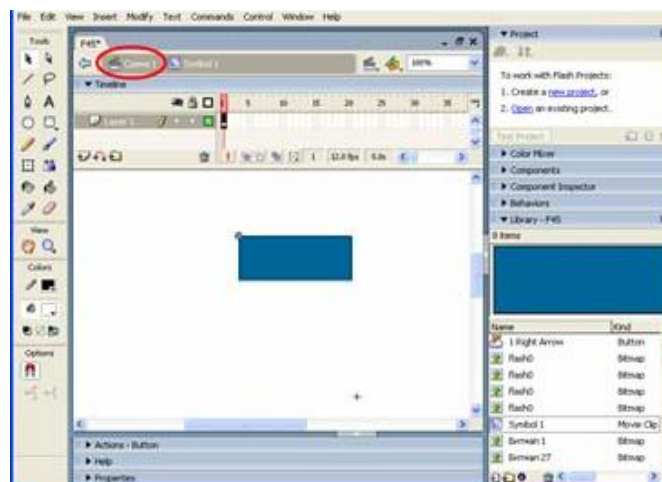 File Edit View Insert Modify Text Commands Control Window Help
Tools
F45*
Symbol 1
100%
Timeline
5 10 15 20 25 30 35
Layer 1
1 12.0 fps 0.0s
View
Colors
Options
Actions - Button
Help
Properties
Project
To work with Flash Projects:
1. Create a new project, or
2. Open an existing project.
Test Project
Color Mixer
Components
Component Inspector
Behaviors
Library - F45
Name Kind
1 Right Arrow Button
flash0 Bitmap
flash0 Bitmap
flash0 Bitmap
flash0 Bitmap
Symbol 1 Movie Clip
Bitmap
Bitmap